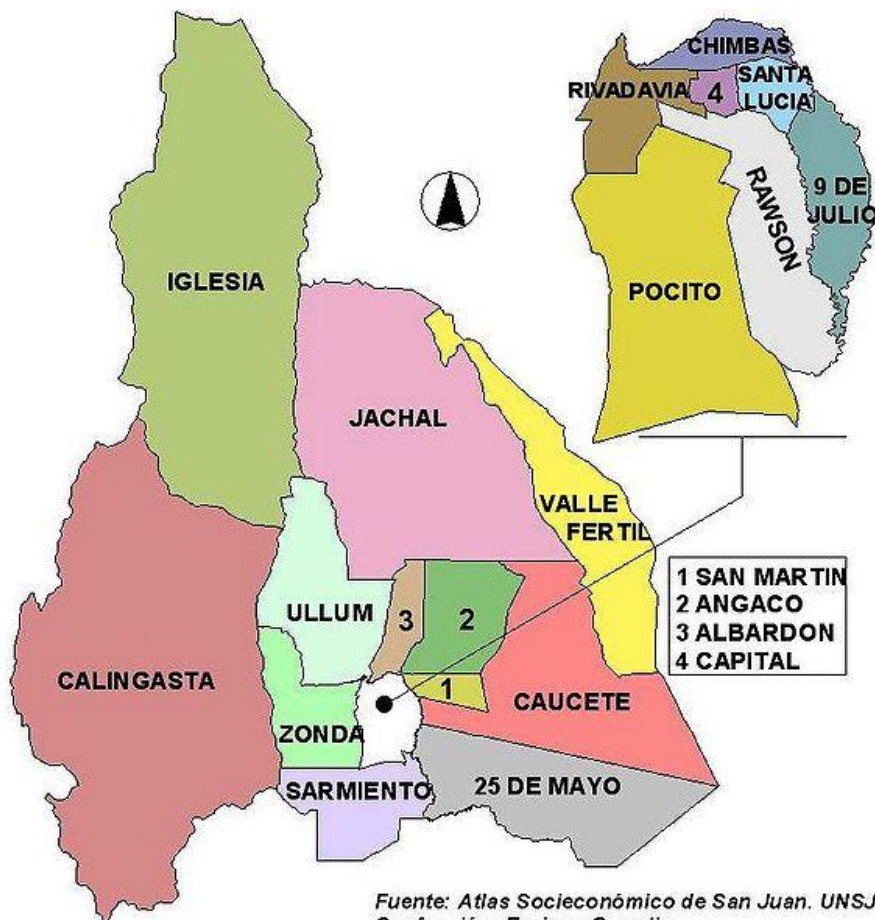 CHIMBAS
RIVADAVIA
4
SANTA
LUCIA
RAWSON
9 DE
JULIO
POCITO
IGLESIA
JACHAL
VALLE
FERTIL
ULLUM
3
2
1
CALINGASTA
ZONDA
CAUCETE
SARMIENTO
25 DE MAYO
1 SAN MARTIN
2 ANGACO
3 ALBARDON
4 CAPITAL
Fuente: Atlas Socieconómico de San Juan. UNSJ